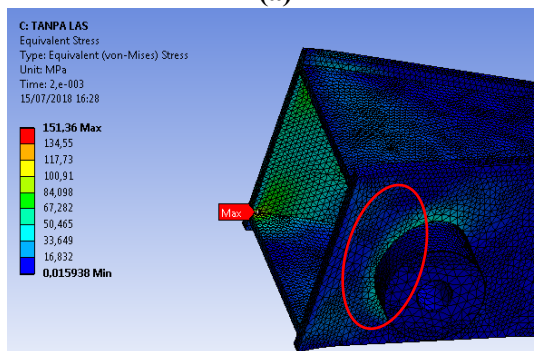 C: TANPA LAS
Equivalent Stress
Type: Equivalent (von-Mises) Stress
Unit: MPa
Time: 2,e-003
15/07/2018 16:28
151,36 Max
134,55
117,73
100,91
84,098
67,282
50,465
33,649
16,832
0,015938 Min
Max